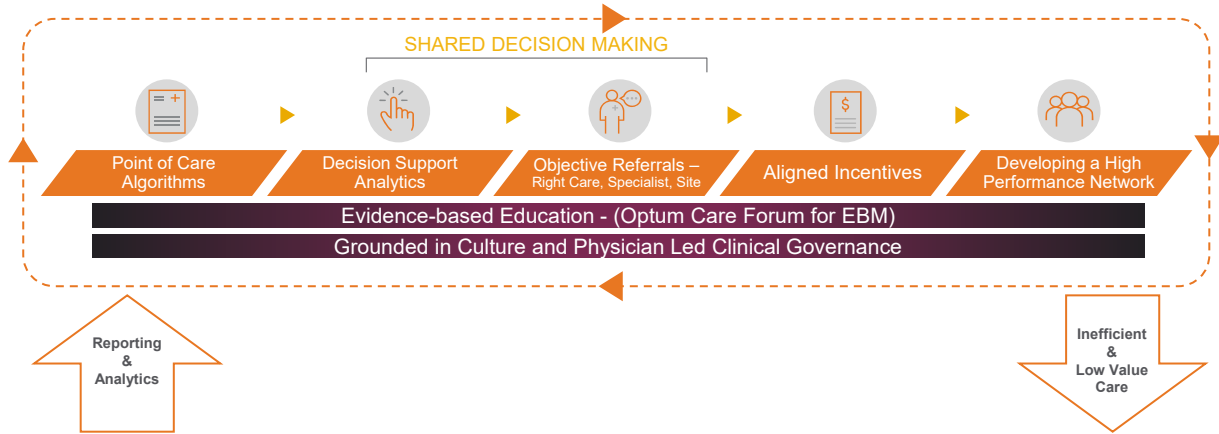 SHARED DECISION MAKING
Point of Care
Algorithms
Decision Support
Analytics
Objective Referrals –
Right Care, Specialist, Site
Aligned Incentives
Developing a High
Performance Network
Evidence-based Education - (Optum Care Forum for EBM)
Grounded in Culture and Physician Led Clinical Governance
Reporting
&
Analytics
Inefficient
&
Low Value
Care